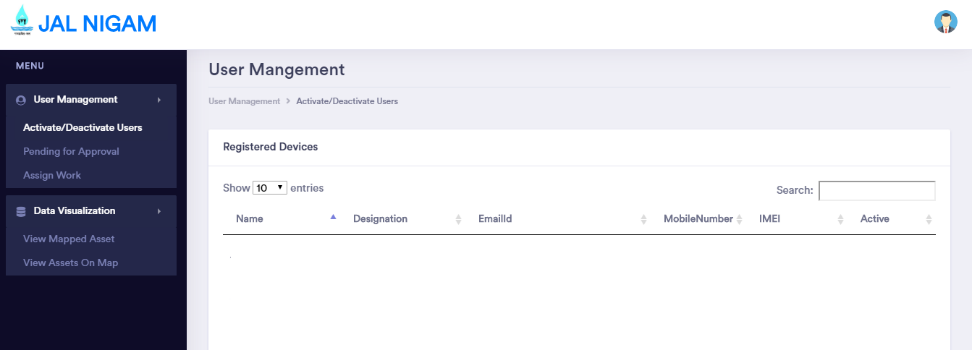 JAL NIGAM
MENU
User Management
Activate/Deactivate Users
Pending for Approval
Assign Work
Data Visualization
View Mapped Asset
View Assets On Map
User Mangement
User Management > Activate/Deactivate Users
Registered Devices
Show 10 entries
Search:
Name Designation EmailId MobileNumber IMEI Active